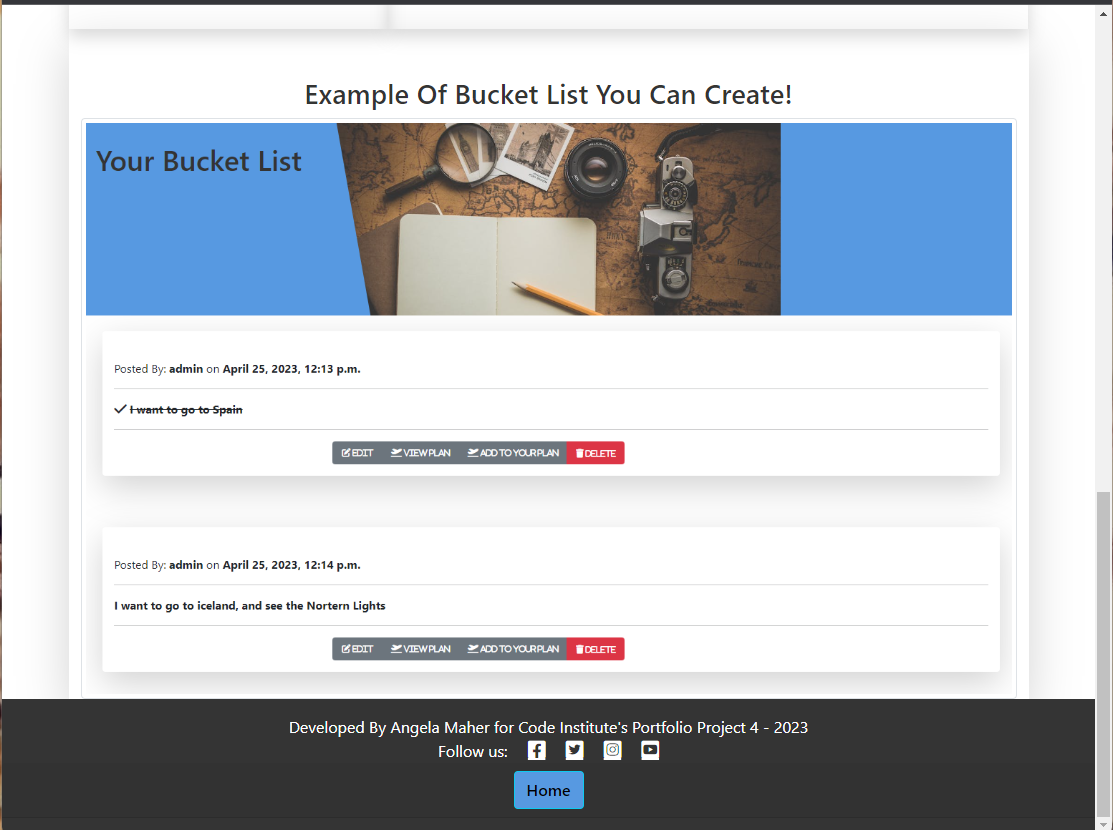 Example Of Bucket List You Can Create!
Your Bucket List
Posted By: admin on April 25, 2023, 12:13 p.m.
I want to go to Spain
EDIT VIEW PLAN ADD TO YOUR PLAN DELETE
Posted By: admin on April 25, 2023, 12:14 p.m.
I want to go to iceland, and see the Nortern Lights
EDIT VIEW PLAN ADD TO YOUR PLAN DELETE
Developed By Angela Maher for Code Institute's Portfolio Project 4 - 2023
Follow us:
Home